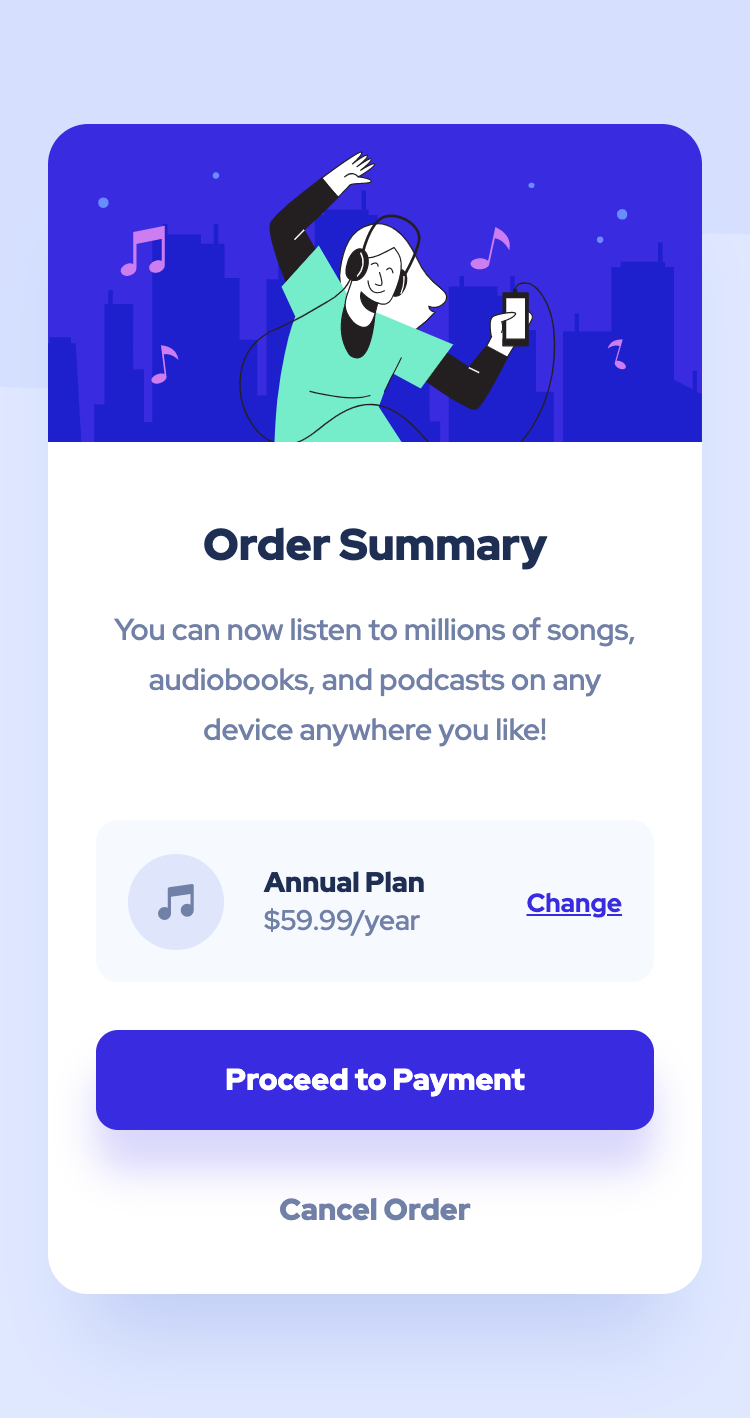 Order Summary
You can now listen to millions of songs,
audiobooks, and podcasts on any
device anywhere you like!
Annual Plan
$59.99/year
Change
Proceed to Payment
Cancel Order